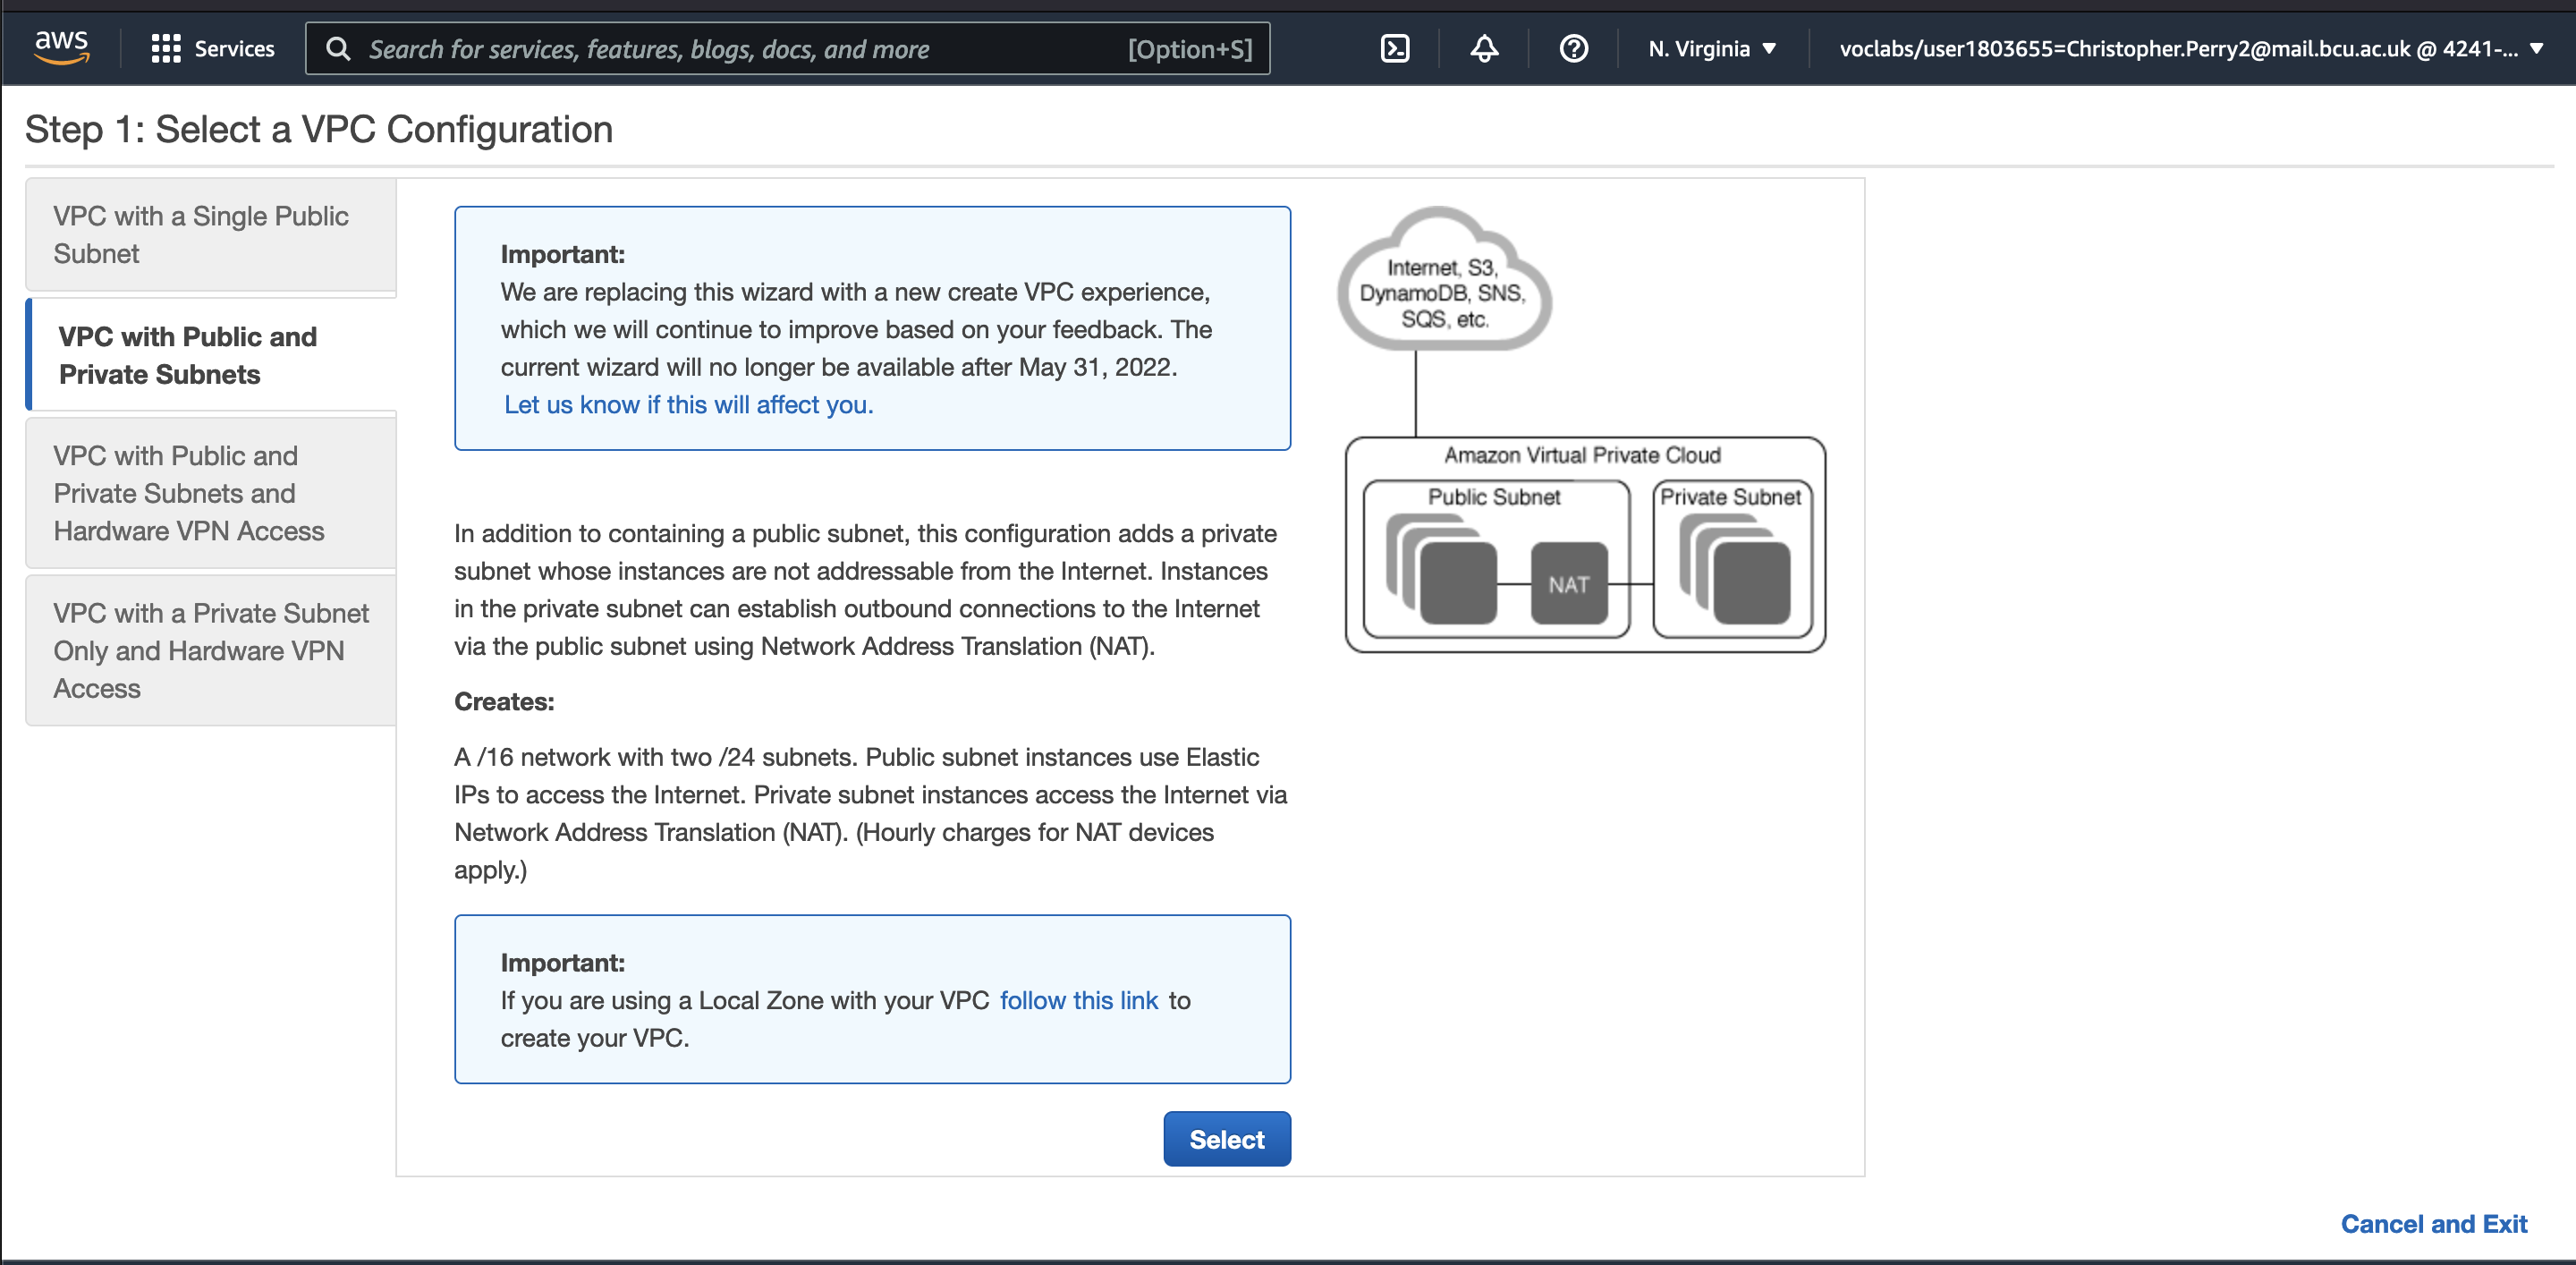 aws
Services
Search for services, features, blogs, docs, and more
[Option+S]
N. Virginia ▼
voclabs/user1803655=Christopher.Perry2@mail.bcu.ac.uk @ 4241-... ▼
Step 1: Select a VPC Configuration
VPC with a Single Public
Subnet
VPC with Public and
Private Subnets
VPC with Public and
Private Subnets and
Hardware VPN Access
VPC with a Private Subnet
Only and Hardware VPN
Access
Important:
We are replacing this wizard with a new create VPC experience,
which we will continue to improve based on your feedback. The
current wizard will no longer be available after May 31, 2022.
Let us know if this will affect you.
In addition to containing a public subnet, this configuration adds a private
subnet whose instances are not addressable from the Internet. Instances
in the private subnet can establish outbound connections to the Internet
via the public subnet using Network Address Translation (NAT).
Creates:
A /16 network with two /24 subnets. Public subnet instances use Elastic
IPs to access the Internet. Private subnet instances access the Internet via
Network Address Translation (NAT). (Hourly charges for NAT devices
apply.)
Important:
If you are using a Local Zone with your VPC follow this link to
create your VPC.
Select
Internet, S3,
DynamoDB, SNS,
SQS, etc.
Amazon Virtual Private Cloud
Public Subnet
Private Subnet
NAT
Cancel and Exit